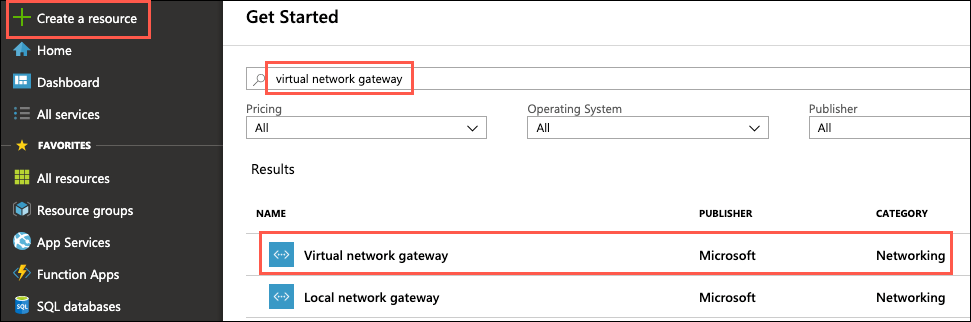 Create a resource
Home
Dashboard
All services
FAVORITES
All resources
Resource groups
App Services
Function Apps
SQL
SQL databases
Get Started
virtual network gateway
Pricing
All
Operating System
All
Publisher
All
Results
NAME PUBLISHER CATEGORY
Virtual network gateway Microsoft Networking
Local network gateway Microsoft Networking